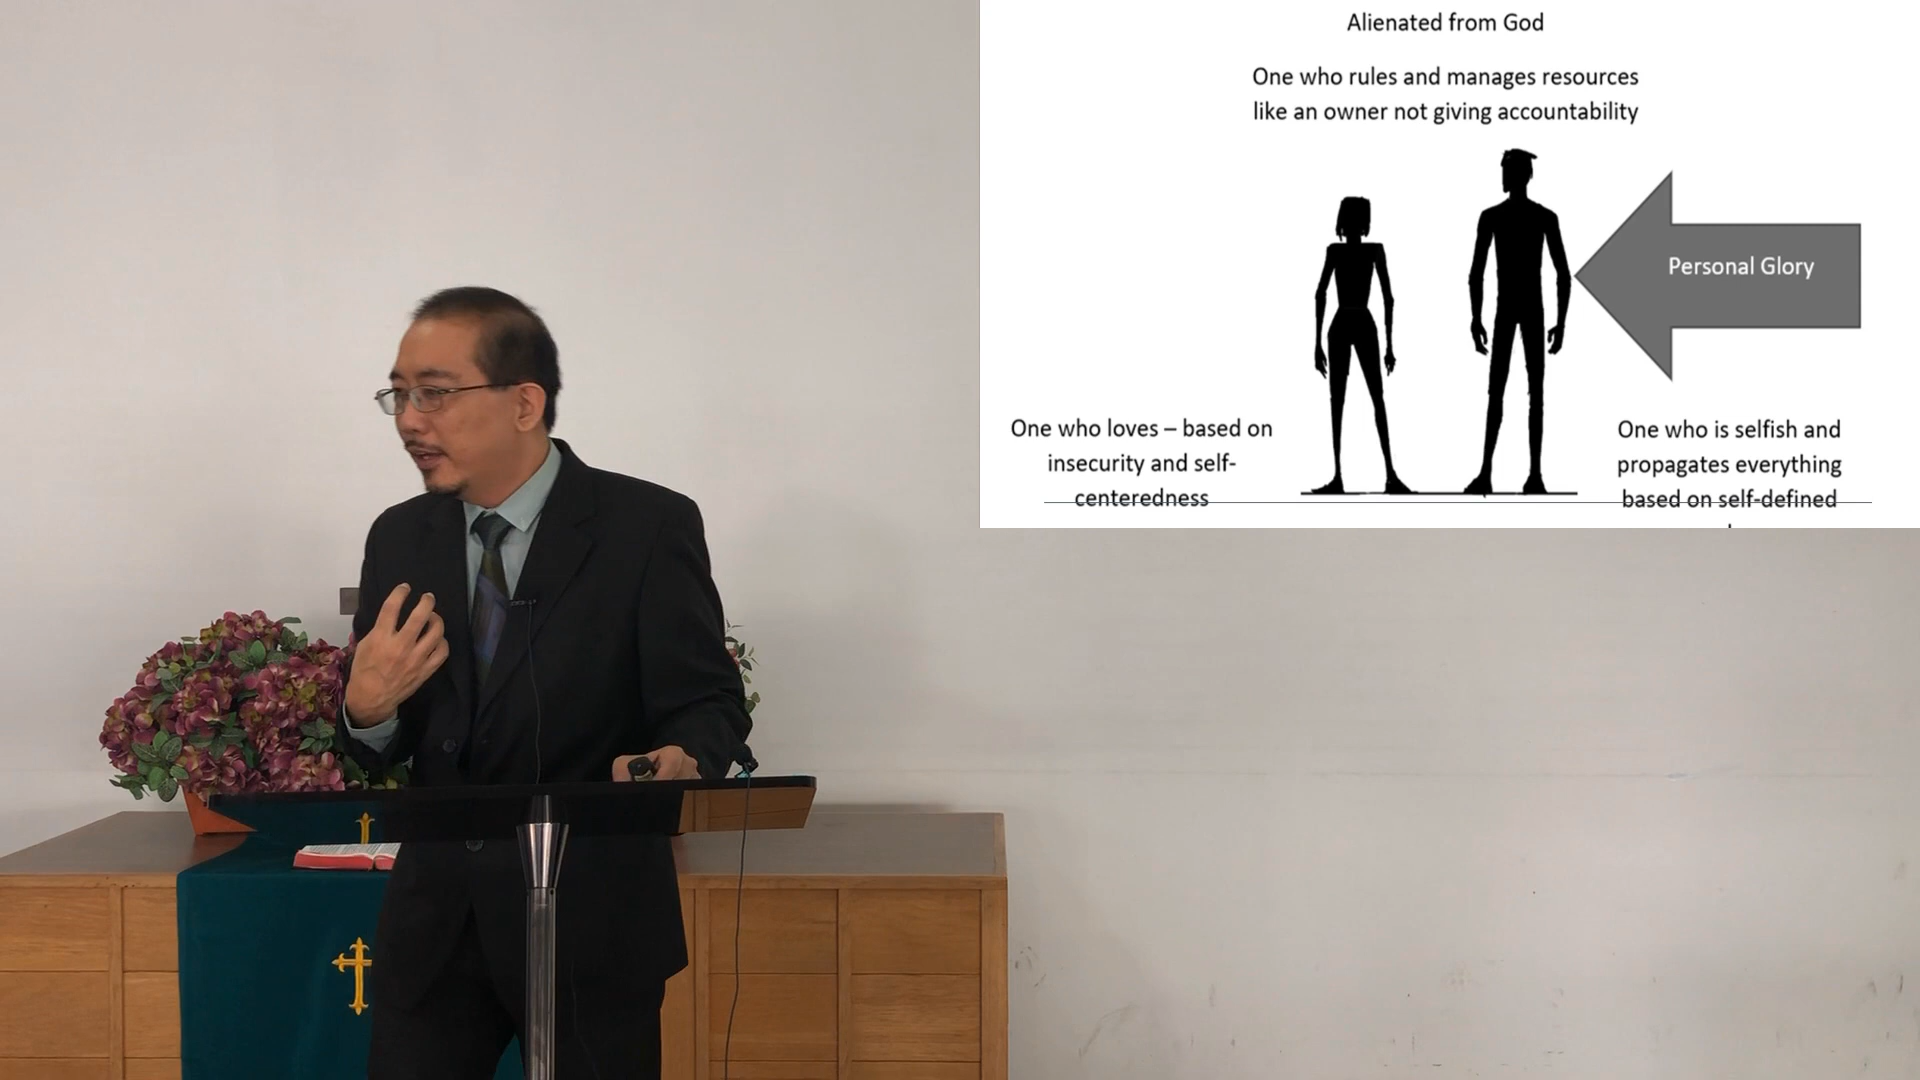 Alienated from God
One who rules and manages resources
like an owner not giving accountability
Personal Glory
One who loves – based on
insecurity and self-
centeredness
One who is selfish and
propagates everything
based on self-defined